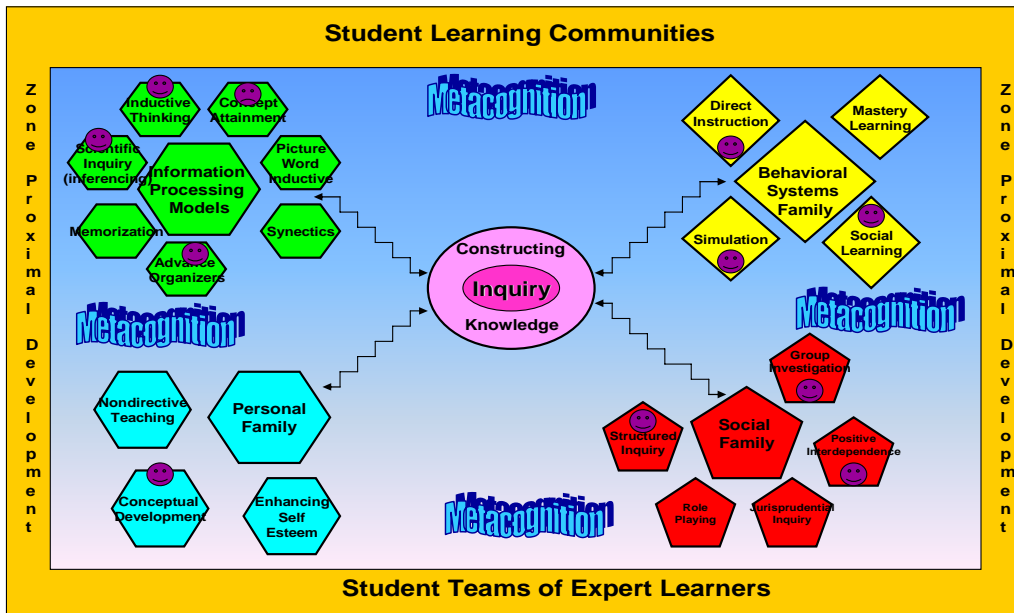 Student Learning Communities
Zone Proximal Development
Zone Proximal Development
Metacognition
Inductive
Thinking
Concept
Attainment
Scientific
Inquiry
(inferencing)
Information
Processing
Models
Picture
Word
Inductive
Memorization
Synectics
Advance
Organizers
Direct
Instruction
Mastery
Learning
Behavioral
Systems
Family
Simulation
Social
Learning
Constructing
Inquiry
Knowledge
Metacognition
Metacognition
Nondirective
Teaching
Personal
Family
Conceptual
Development
Enhancing
Self
Esteem
Group
Investigation
Structured
Inquiry
Social
Family
Positive
Interdependence
Role
Playing
Jurisprudential
Inquiry
Metacognition
Student Teams of Expert Learners